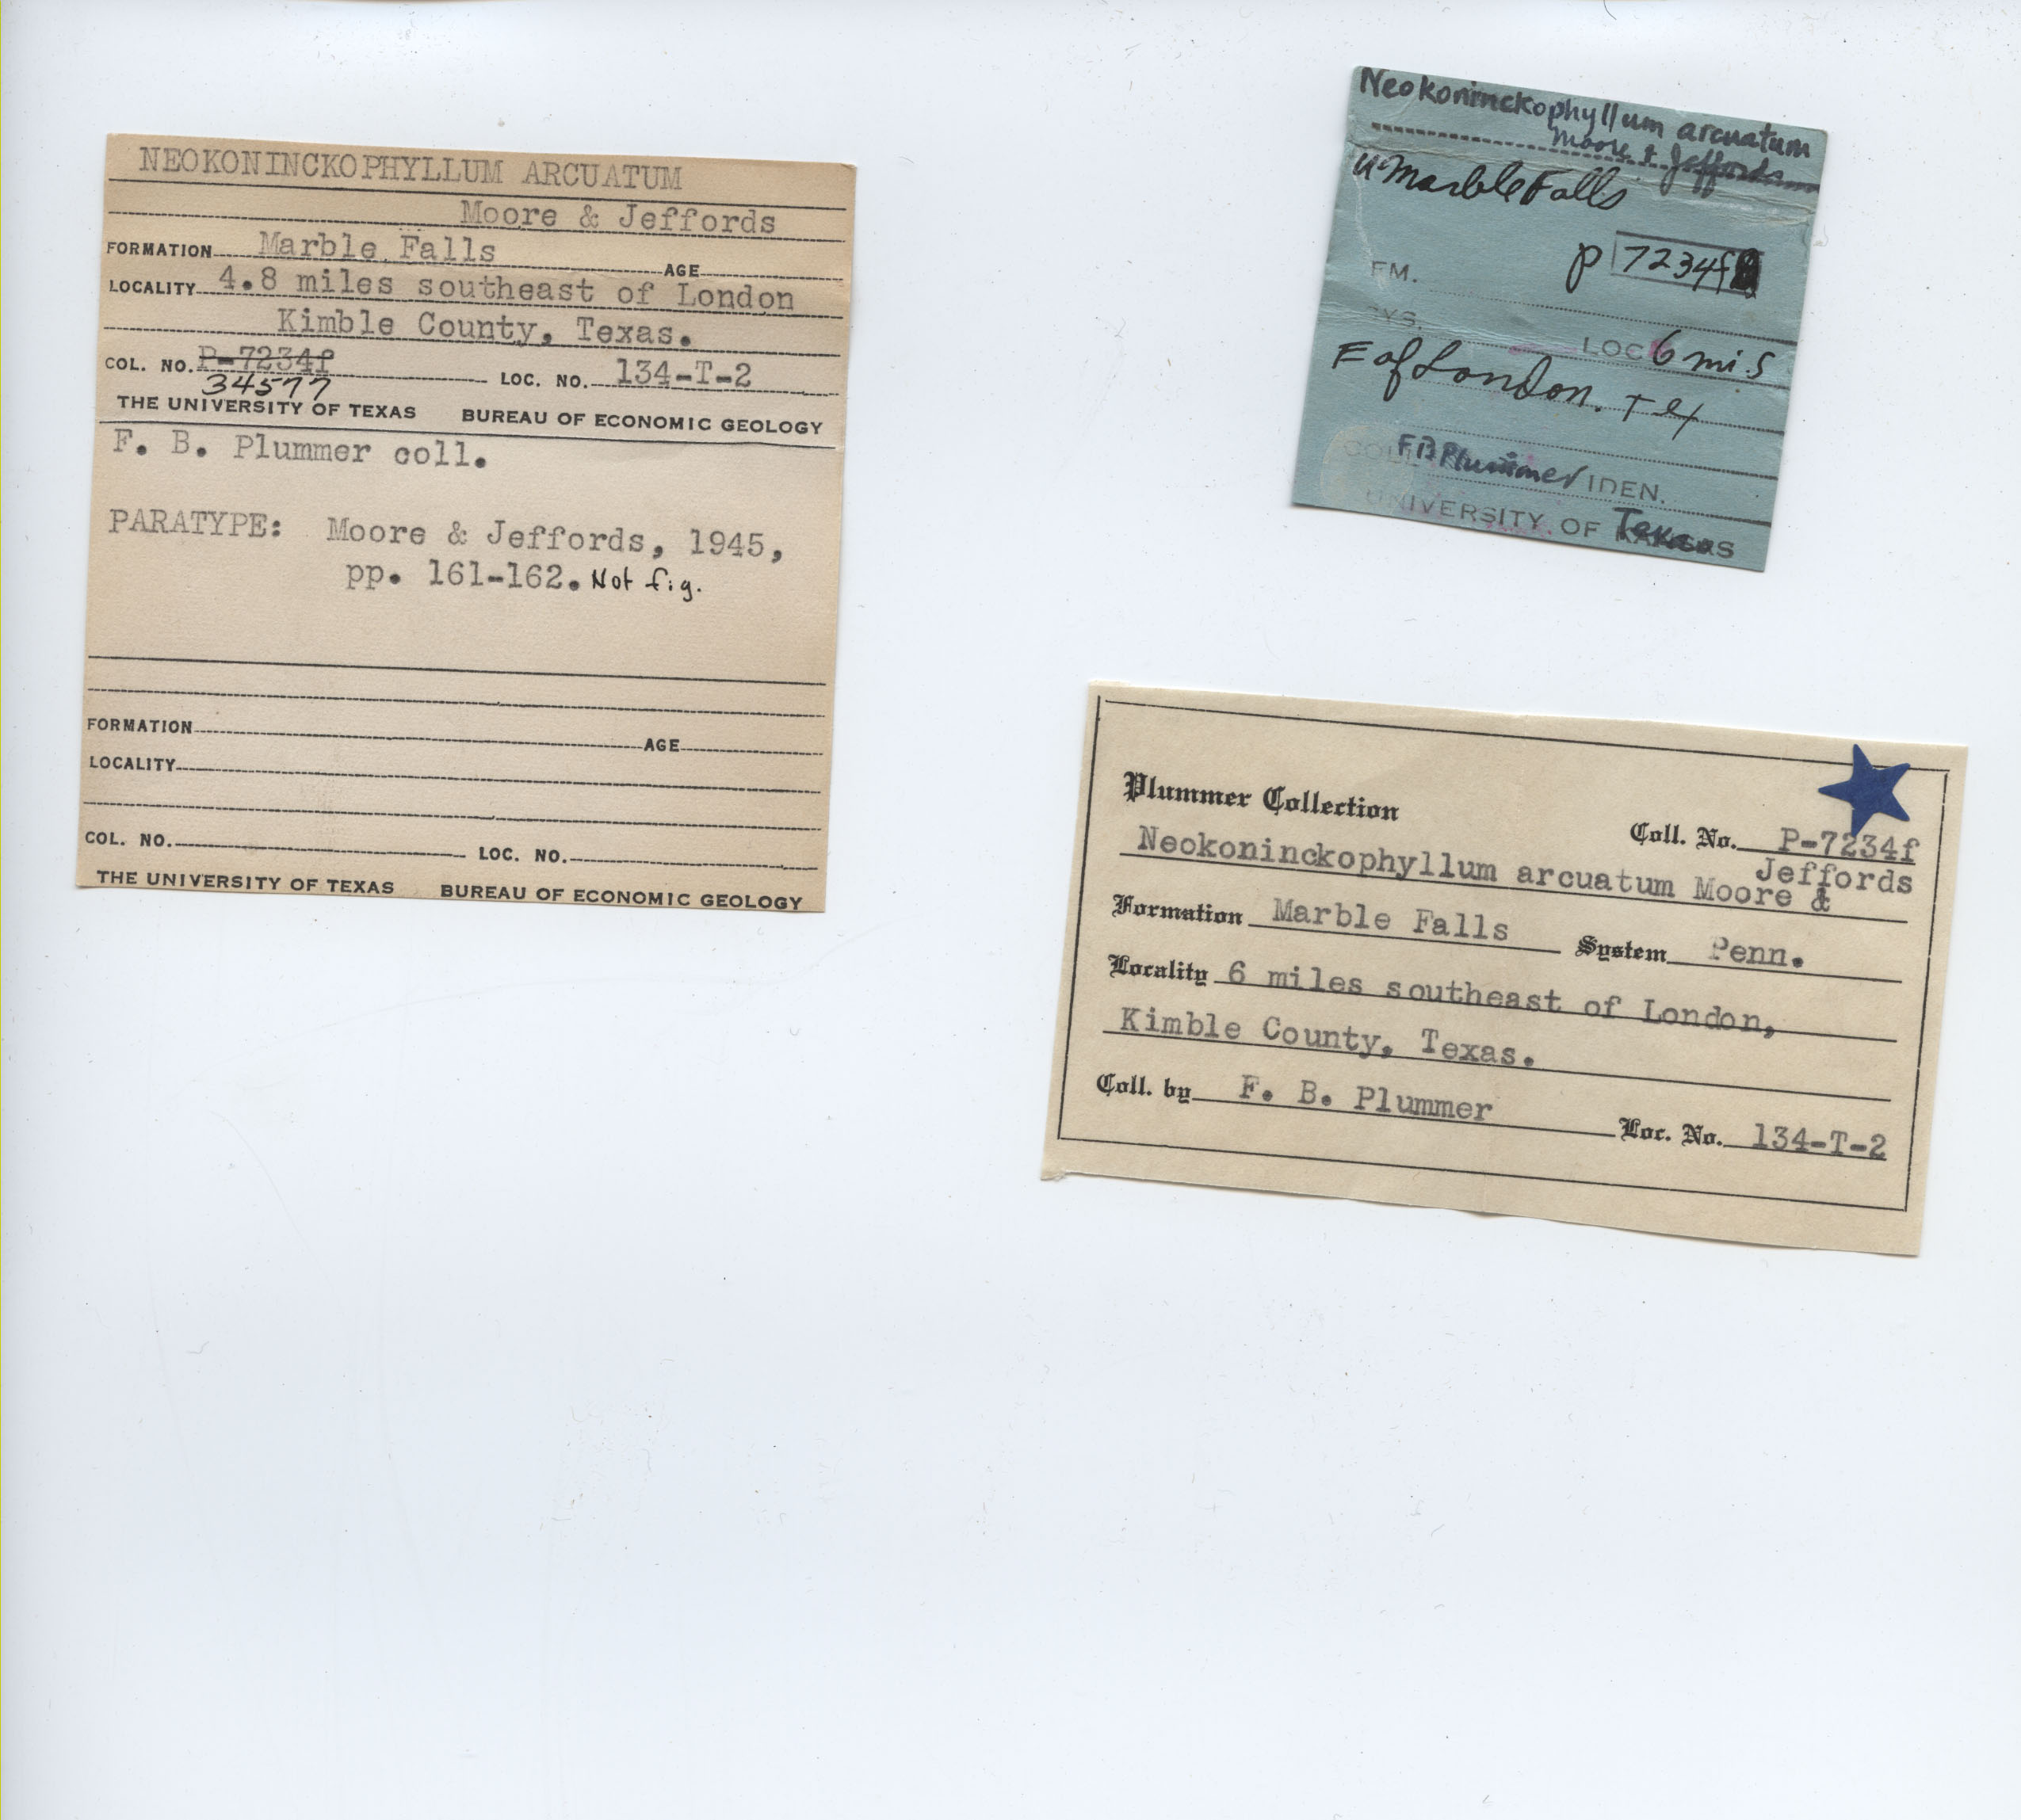 NEOKONINCKOPHYLLUM ARCUATUM
Moore & Jeffords
FORMATION Marble Falls AGE
LOCALITY 4.8 miles southeast of London
Kimble County, Texas.
COL. NO. P-7234f LOC. NO. 134-T-2
34577
THE UNIVERSITY OF TEXAS BUREAU OF ECONOMIC GEOLOGY
F. B. Plummer coll.
PARATYPE: Moore & Jeffords, 1945,
pp. 161-162. Not fig.
FORMATION AGE
LOCALITY
COL. NO. LOC. NO.
THE UNIVERSITY OF TEXAS BUREAU OF ECONOMIC GEOLOGY
Neokoninckophyllum arcuatum
Moore & Jeffords
Marble Falls
P 7234f
FM.
SYS.
LOC 6 mi S
E of London. Tex
COLL F B Plummer IDEN.
UNIVERSITY OF Texas
Plummer Collection
Coll. No. P-7234f
Jeffords
Neokoninckophyllum arcuatum Moore &
Formation Marble Falls System Penn.
Locality 6 miles southeast of London,
Kimble County, Texas.
Coll. by F. B. Plummer Loc. No. 134-T-2